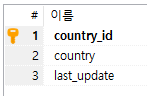 # 이름
1 country_id
2 country
3 last_update